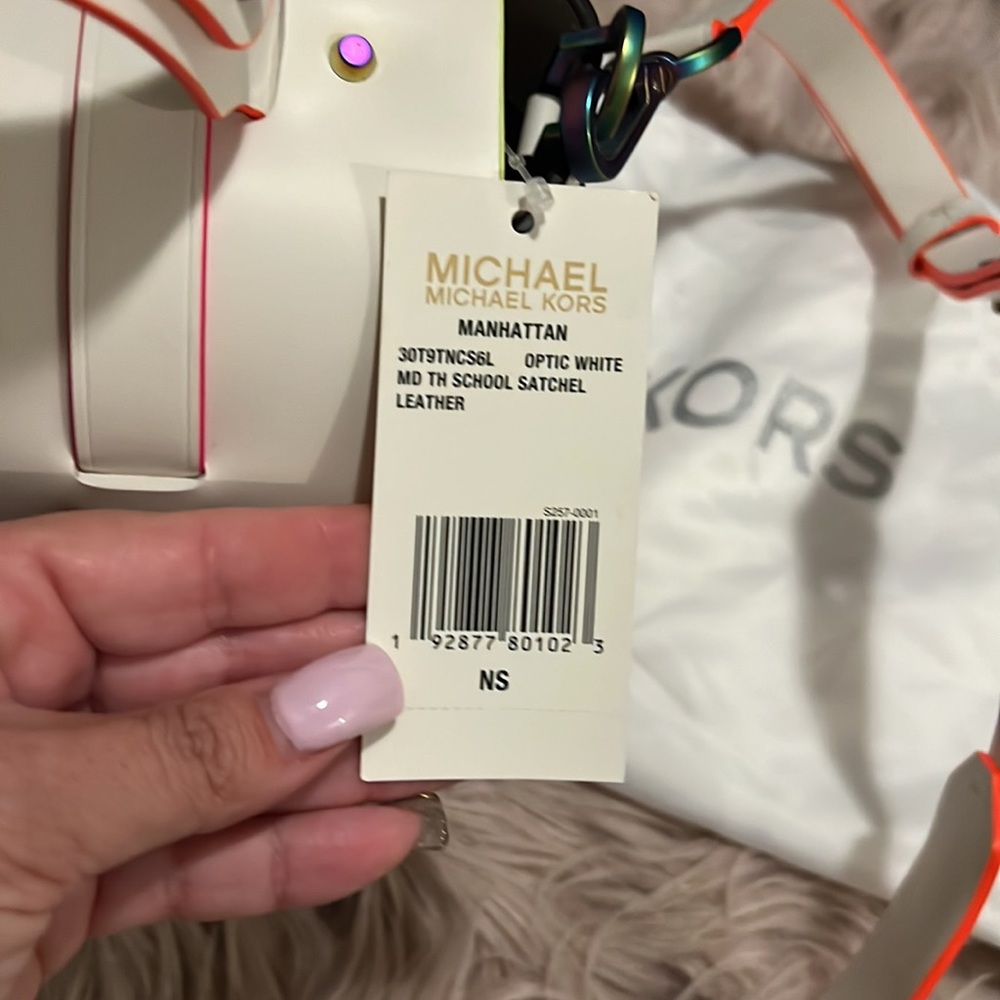 MICHAEL
MICHAEL KORS
MANHATTAN
30T9TNCS6L OPTIC WHITE
MD TH SCHOOL SATCHEL
LEATHER
S257-0001
1 92877 80102 3
NS
KORS